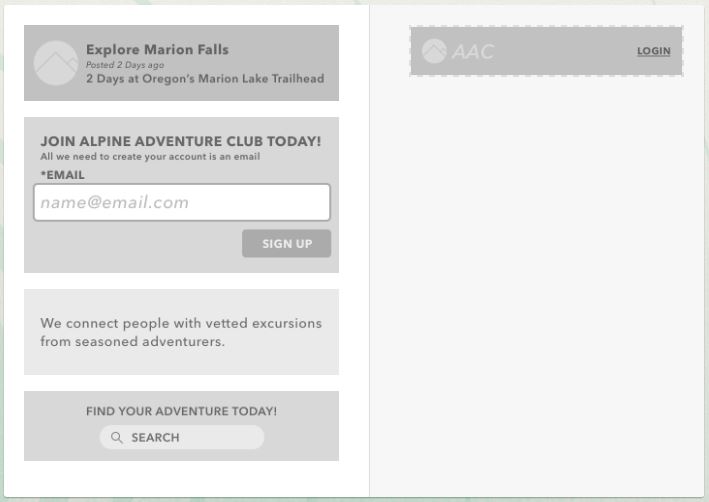 Explore Marion Falls
Posted 2 Days ago
2 Days at Oregon's Marion Lake Trailhead
JOIN ALPINE ADVENTURE CLUB TODAY!
All we need to create your account is an email
*EMAIL
name@email.com
SIGN UP
We connect people with vetted excursions
from seasoned adventurers.
FIND YOUR ADVENTURE TODAY!
SEARCH
AAC
LOGIN